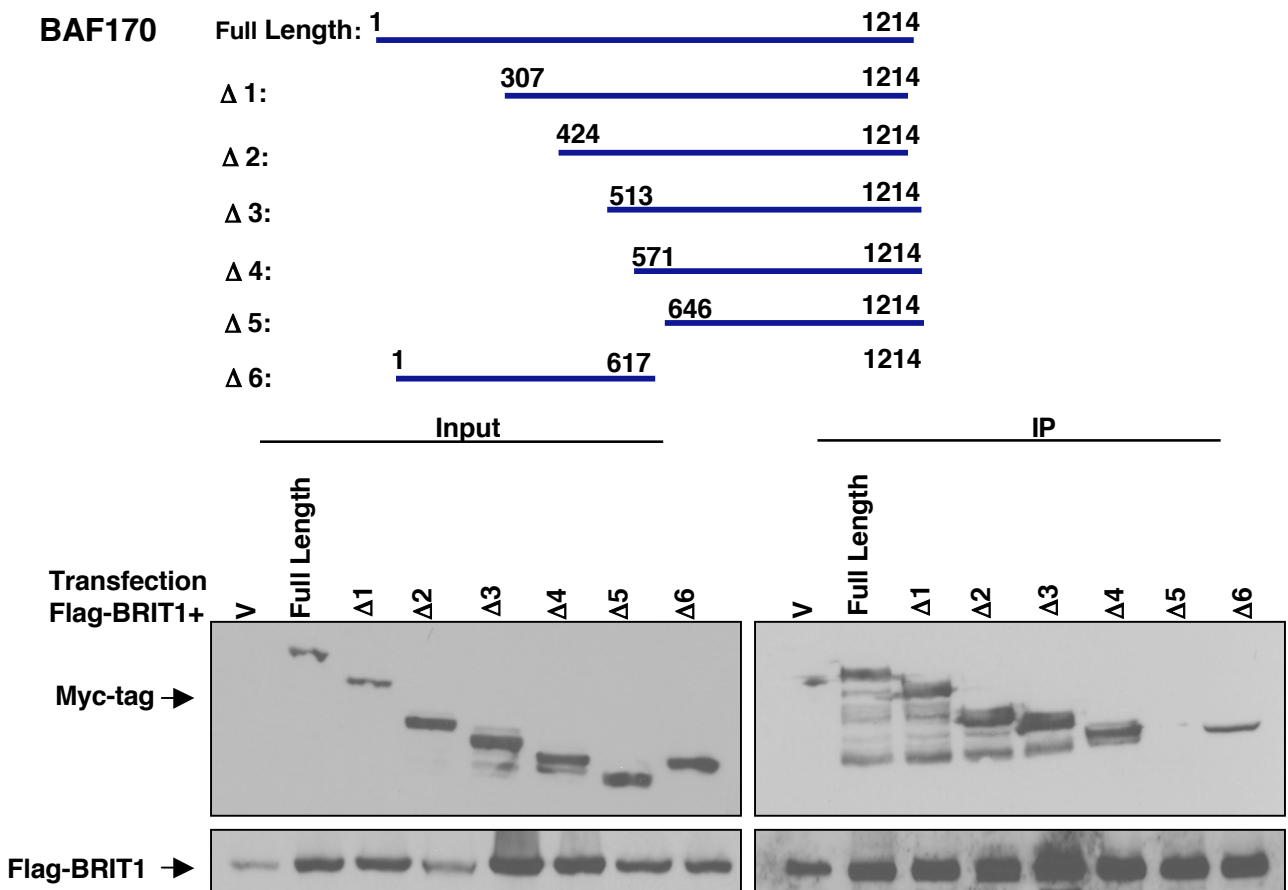 BAF170
Full Length: 1 1214
Δ 1: 307 1214
Δ 2: 424 1214
Δ 3: 513 1214
Δ 4: 571 1214
Δ 5: 646 1214
Δ 6: 1 617 1214
Input IP
Transfection
Flag-BRIT1+
V Full Length Δ1 Δ2 Δ3 Δ4 Δ5 Δ6
V Full Length Δ1 Δ2 Δ3 Δ4 Δ5 Δ6
Myc-tag
Flag-BRIT1